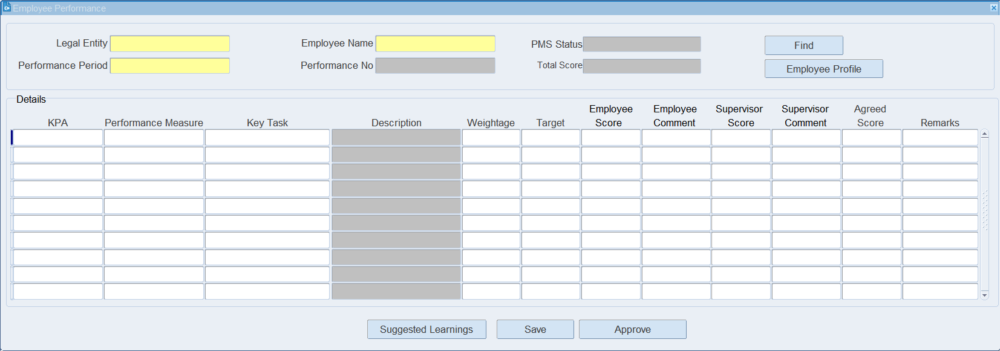 Employee Performance
Legal Entity
Employee Name
PMS Status
Find
Performance Period
Performance No
Total Score
Employee Profile
Details
KPA
Performance Measure
Key Task
Description
Weightage
Target
Employee
Score
Employee
Comment
Supervisor
Score
Supervisor
Comment
Agreed
Score
Remarks
Suggested Learnings
Save
Approve